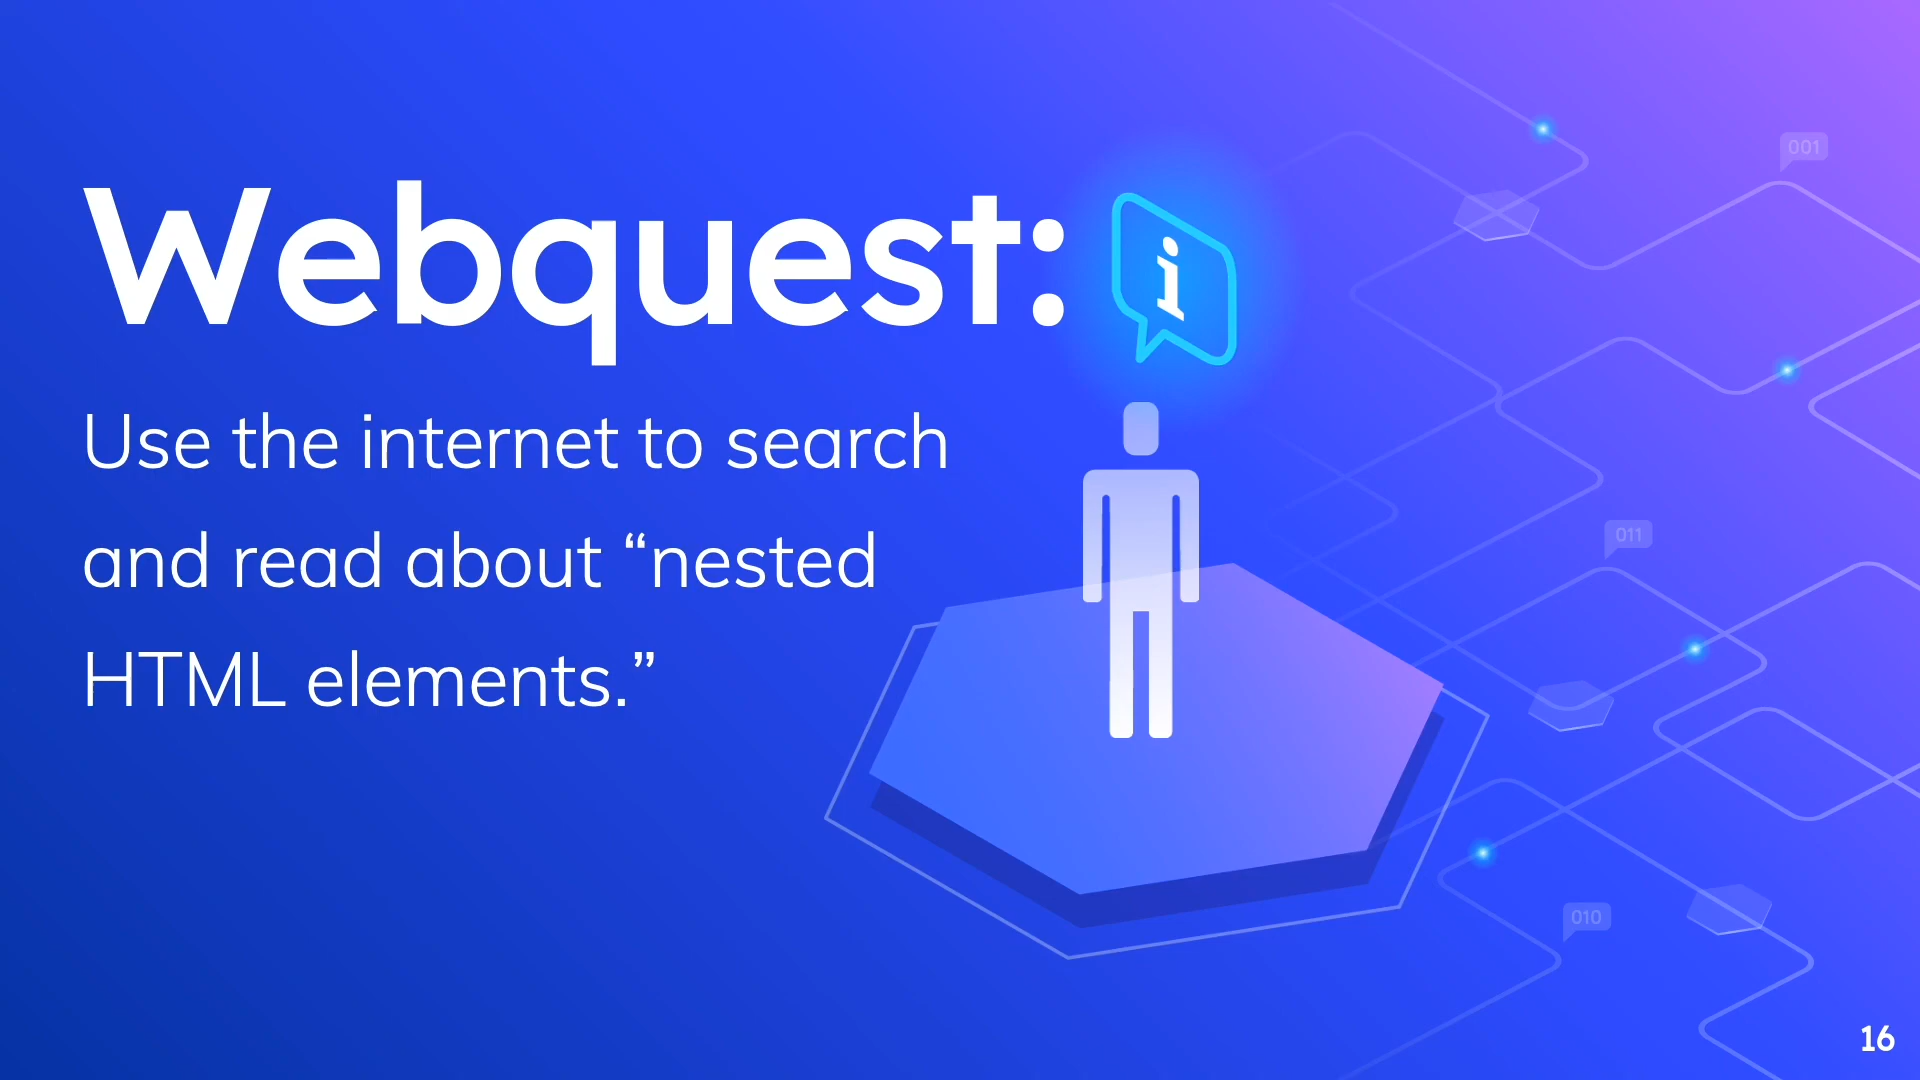 Webquest:
i
Use the internet to search
and read about “nested
HTML elements.”
001
011
010
16